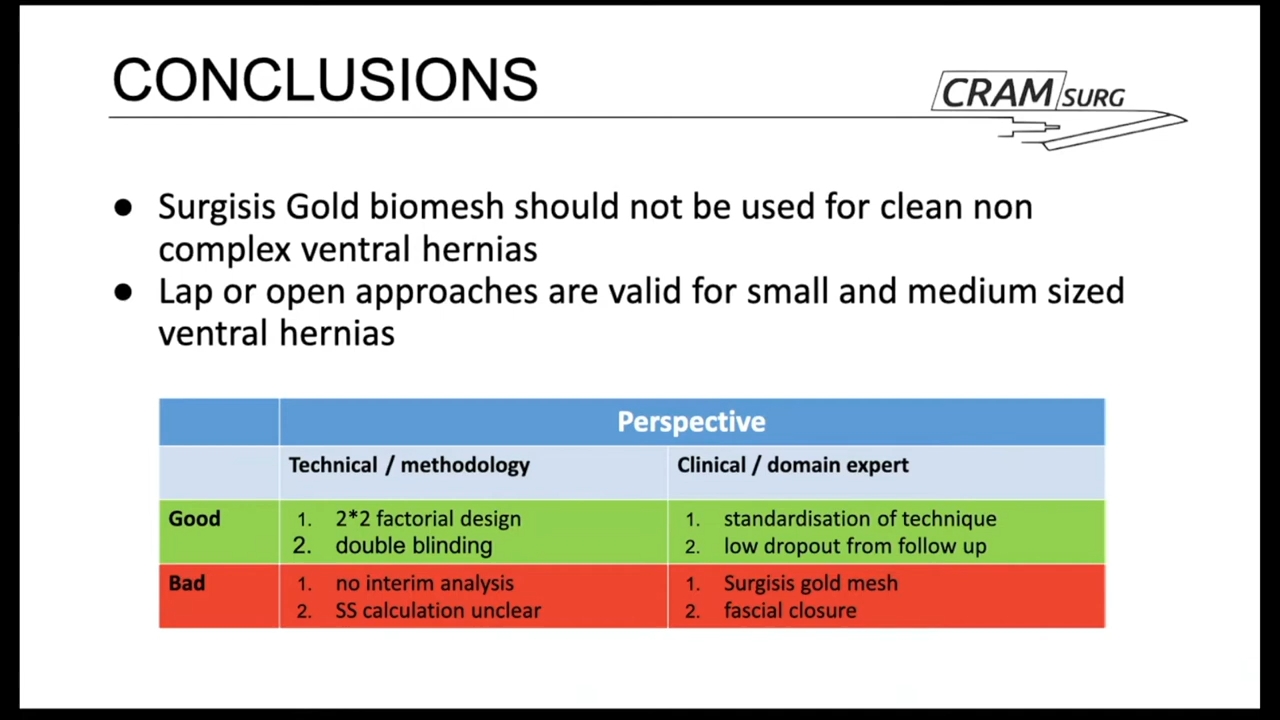 CONCLUSIONS
CRAM SURG
● Surgisis Gold biomesh should not be used for clean non
complex ventral hernias
● Lap or open approaches are valid for small and medium sized
ventral hernias
Perspective
Technical / methodology
Clinical / domain expert
Good
1. 2*2 factorial design
2. double blinding
1. standardisation of technique
2. low dropout from follow up
Bad
1. no interim analysis
2. SS calculation unclear
1. Surgisis gold mesh
2. fascial closure